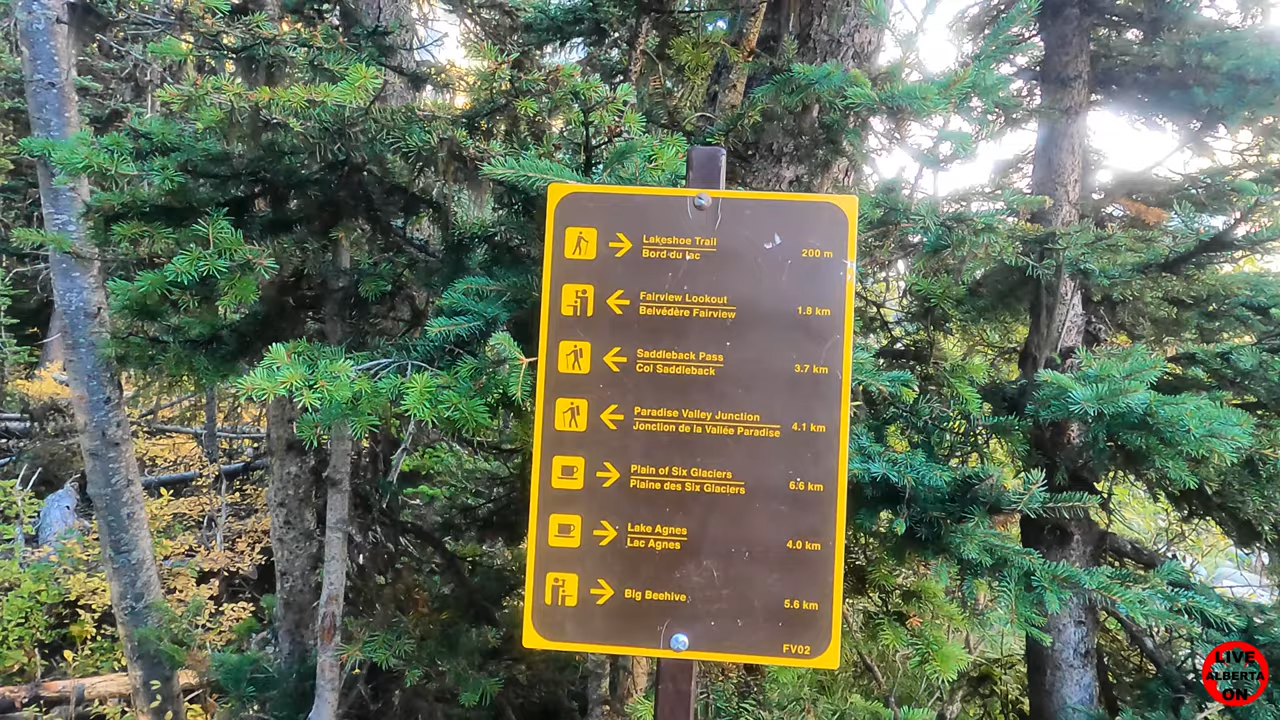 Lakeshoe Trail
Bord du lac
200 m
Fairview Lookout
Belvédère Fairview
1.8 km
Saddleback Pass
Col Saddleback
3.7 km
Paradise Valley Junction
Jonction de la Vallée Paradise
4.1 km
Plain of Six Glaciers
Plaine des Six Glaciers
6.6 km
Lake Agnes
Lac Agnes
4.0 km
Big Beehive
5.6 km
FV02
LIVE
ALBERTA
ON